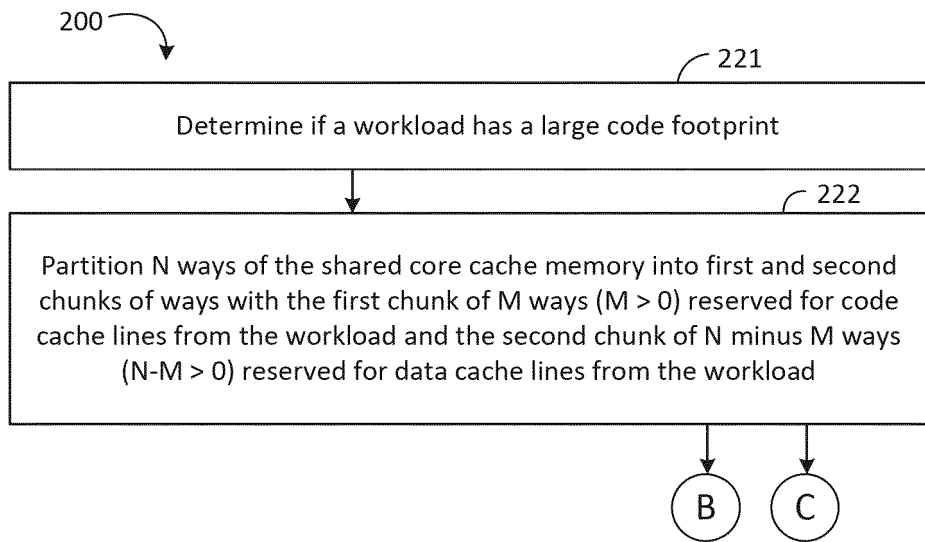 200
221
Determine if a workload has a large code footprint
222
Partition N ways of the shared core cache memory into first and second
chunks of ways with the first chunk of M ways (M > 0) reserved for code
cache lines from the workload and the second chunk of N minus M ways
(N-M > 0) reserved for data cache lines from the workload
B C